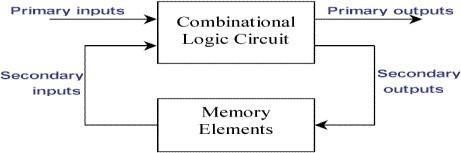 Primary inputs
Combinational
Logic Circuit
Primary outputs
Secondary
inputs
Secondary
outputs
Memory
Elements